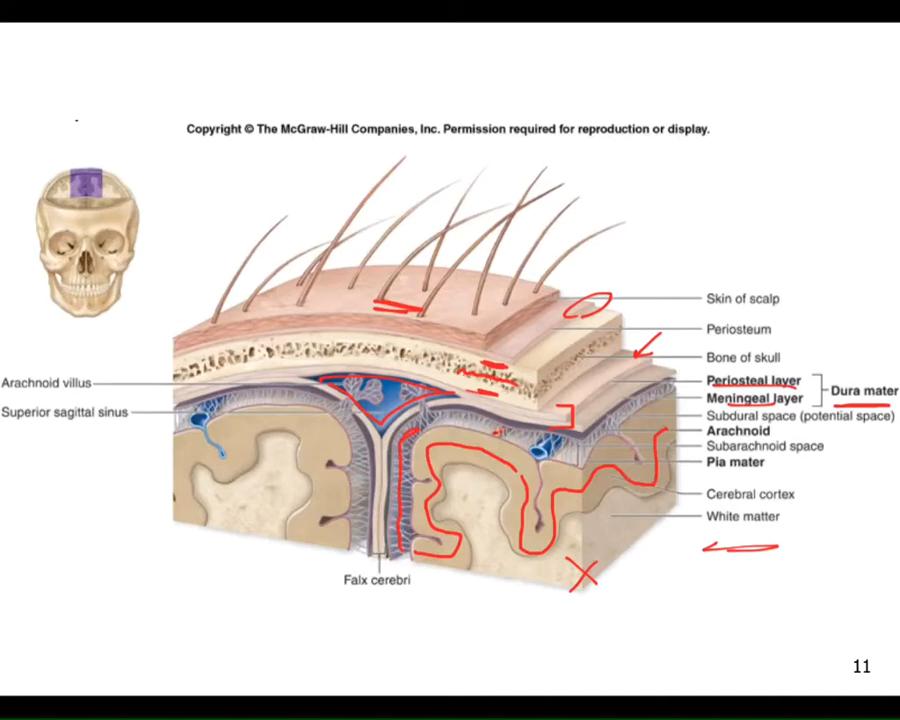 Copyright © The McGraw-Hill Companies, Inc. Permission required for reproduction or display.
Skin of scalp
Periosteum
Bone of skull
Periosteal layer
Meningeal layer
Dura mater
Subdural space (potential space)
Arachnoid
Subarachnoid space
Pia mater
Cerebral cortex
White matter
Arachnoid villus
Superior sagittal sinus
Falx cerebri
11